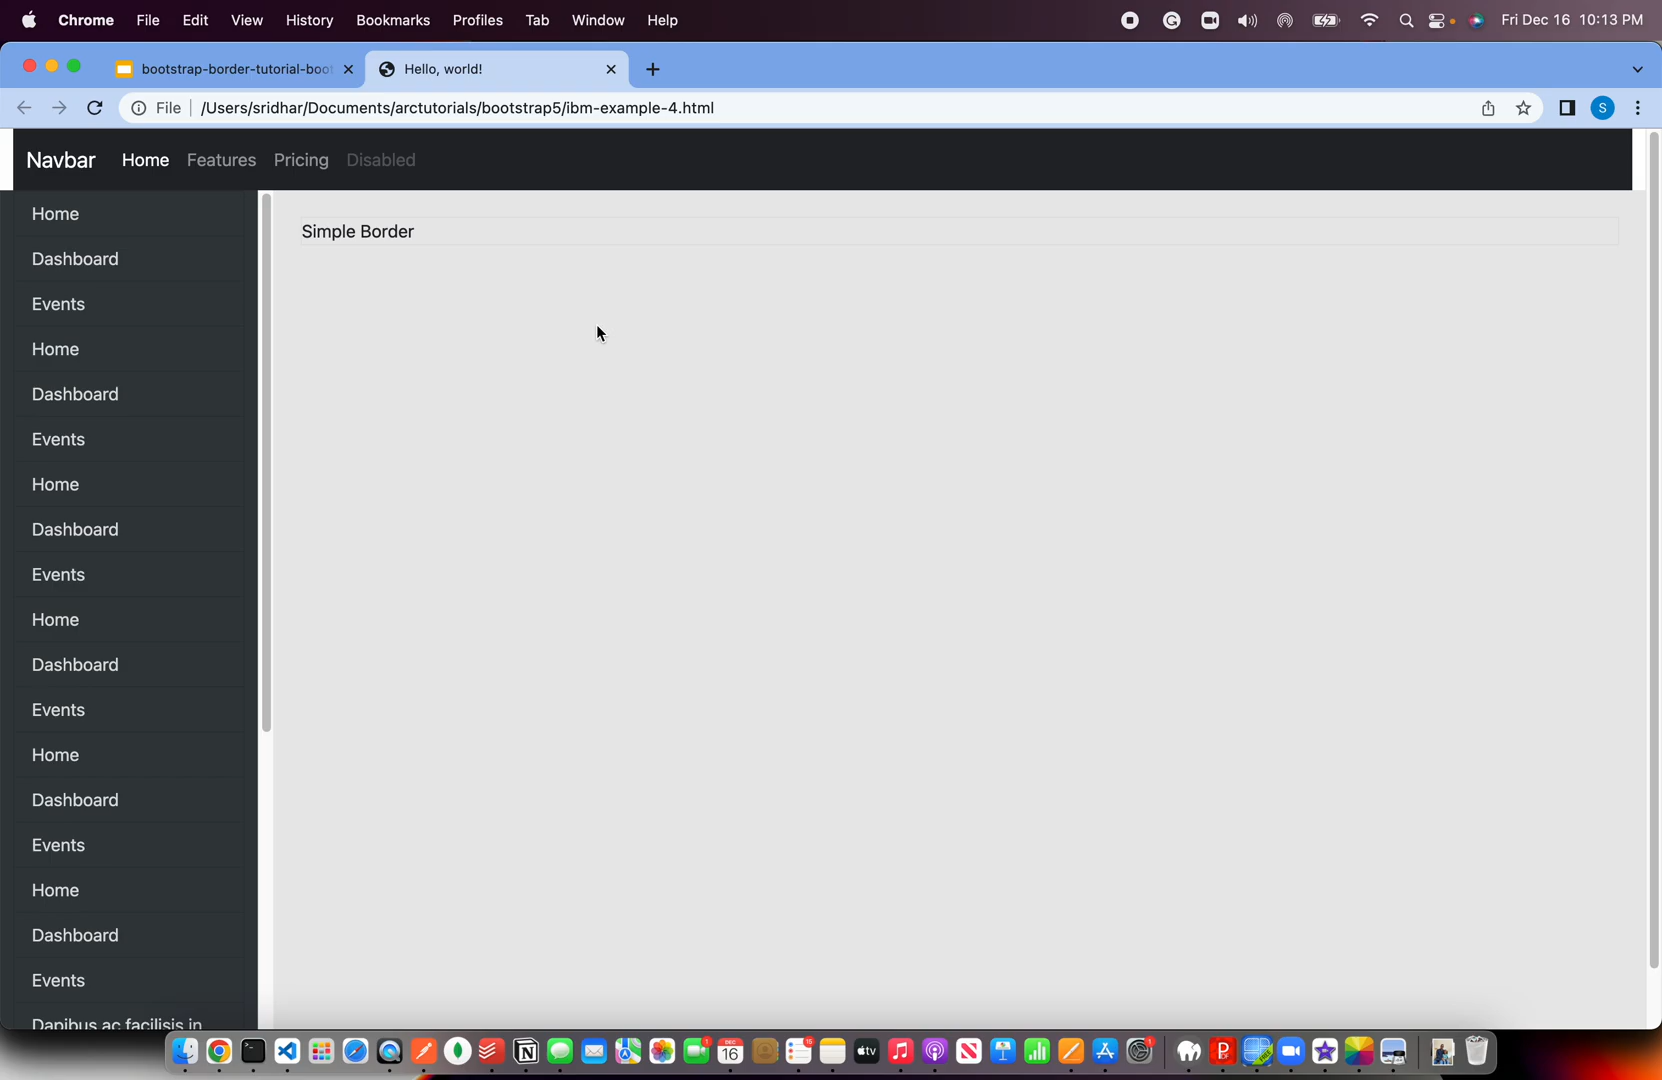 Chrome File Edit View History Bookmarks Profiles Tab Window Help Fri Dec 16 10:13 PM
bootstrap-border-tutorial-boot Hello, world!
File /Users/sridhar/Documents/arctutorials/bootstrap5/ibm-example-4.html S
Navbar Home Features Pricing Disabled
Home
Simple Border
Dashboard
Events
Home
Dashboard
Events
Home
Dashboard
Events
Home
Dashboard
Events
Home
Dashboard
Events
Home
Dashboard
Events
Dapibus ac facilisis in